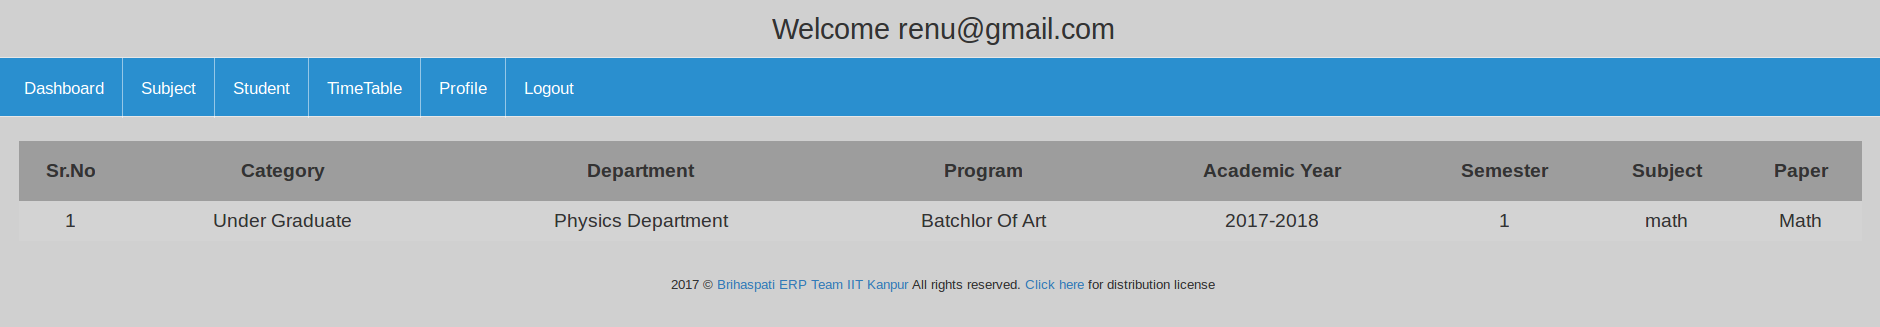 Welcome renu@gmail.com
Dashboard Subject Student TimeTable Profile Logout
Sr.No Category Department Program Academic Year Semester Subject Paper
1 Under Graduate Physics Department Batchlor Of Art 2017-2018 1 math Math
2017 © Brihaspati ERP Team IIT Kanpur All rights reserved. Click here for distribution license